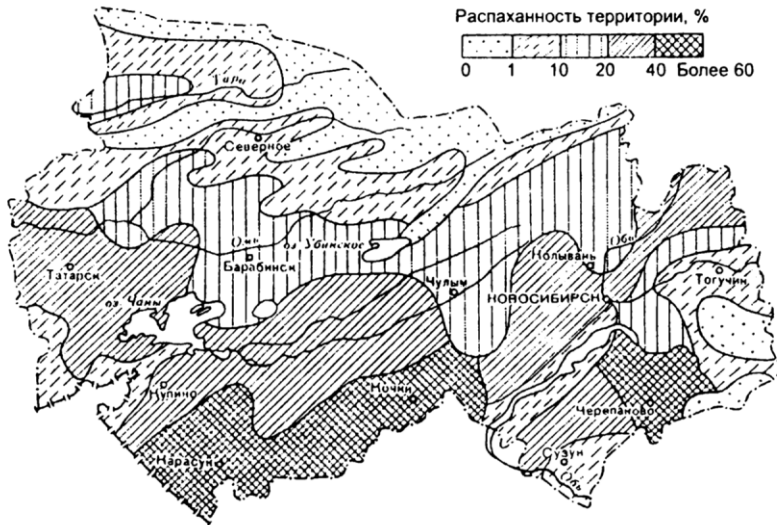 Распаханность территории, %
0 1 10 20 40 Более 60
Тара
Северное
Омь
оз. Убинское
Обь
Колывань
Татарск
Барабинск
Тогучин
оз. Чаны
Чулым
НОВОСИБИРСК
Купино
Кочки
Черепаново
Карасук
Сузун
Обь